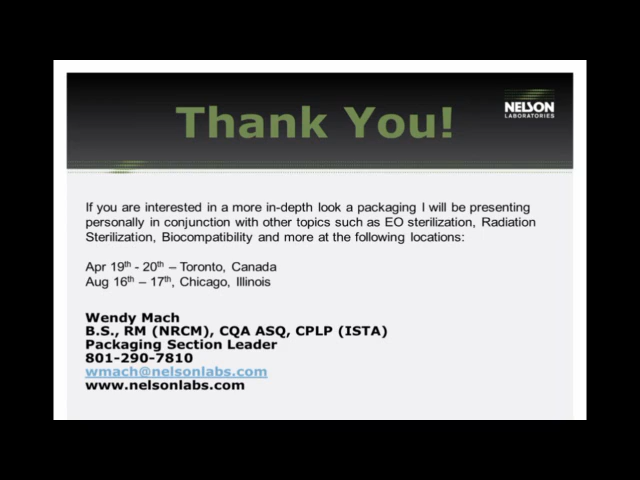 Thank You!
NELSON
LABORATORIES
If you are interested in a more in-depth look a packaging I will be presenting
personally in conjunction with other topics such as EO sterilization, Radiation
Sterilization, Biocompatibility and more at the following locations:
Apr 19th - 20th – Toronto, Canada
Aug 16th – 17th, Chicago, Illinois
Wendy Mach
B.S., RM (NRCM), CQA ASQ, CPLP (ISTA)
Packaging Section Leader
801-290-7810
wmach@nelsonlabs.com
www.nelsonlabs.com